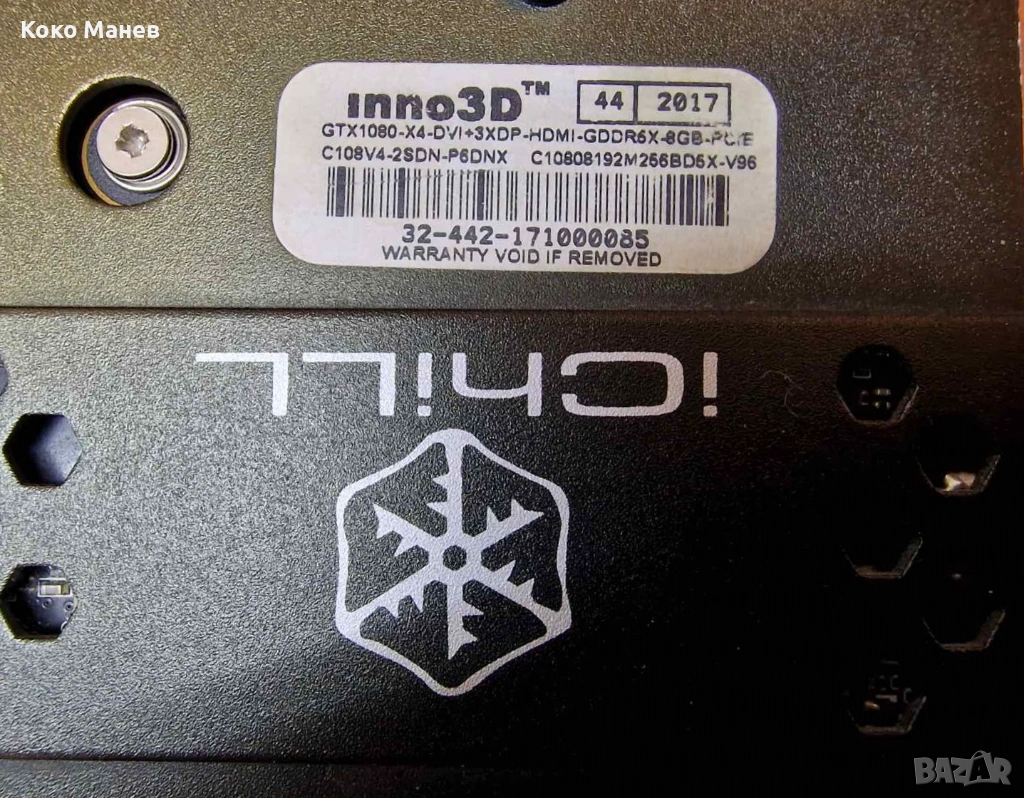 Коко Манев
inno3D™ 44 2017
GTX1080-X4-DVI+3XDP-HDMI-GDDR5X-8GB-PCIE
C108V4-2SDN-P6DNX C10808192M256BD5X-V96
32-442-171000085
WARRANTY VOID IF REMOVED
iCHiLL
BAZAR